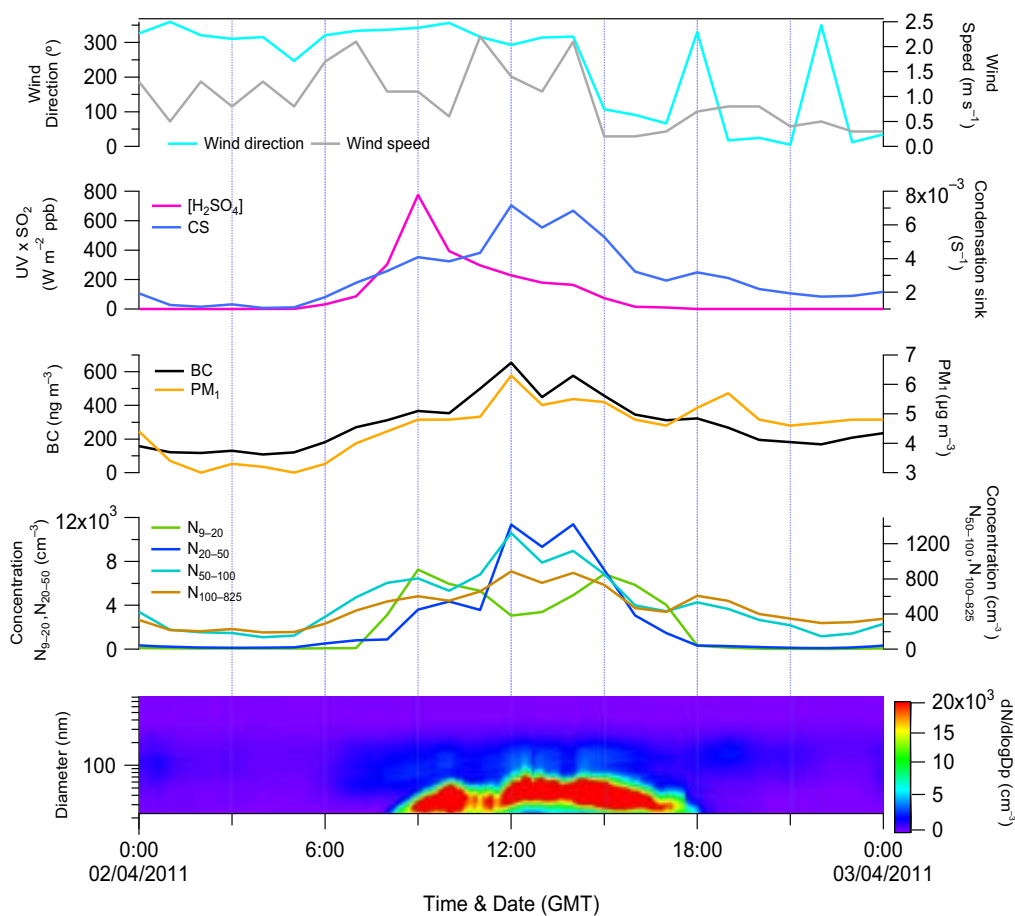 Wind
Direction (º)
300
200
100
0
Wind direction
Wind speed
2.5
2.0
1.5
1.0
0.5
0.0
Wind
Speed (m s⁻¹)
UV x SO₂
(W m⁻² ppb)
800
600
400
200
0
[H₂SO₄]
CS
8x10⁻³
6
4
2
Condensation sink
(S⁻¹)
BC (ng m⁻³)
600
400
200
0
BC
PM₁
7
6
5
4
3
PM₁ (µg m⁻³)
Concentration
N₉₋₂₀, N₂₀₋₅₀ (cm⁻³)
12x10³
8
4
0
N₉₋₂₀
N₂₀₋₅₀
N₅₀₋₁₀₀
N₁₀₀₋₈₂₅
1200
800
400
0
Concentration
N₅₀₋₁₀₀, N₁₀₀₋₈₂₅ (cm⁻³)
Diameter (nm)
100
20x10³
15
10
5
0
dN/dlogDp (cm⁻³)
0:00
6:00
12:00
18:00
0:00
02/04/2011
03/04/2011
Time & Date (GMT)